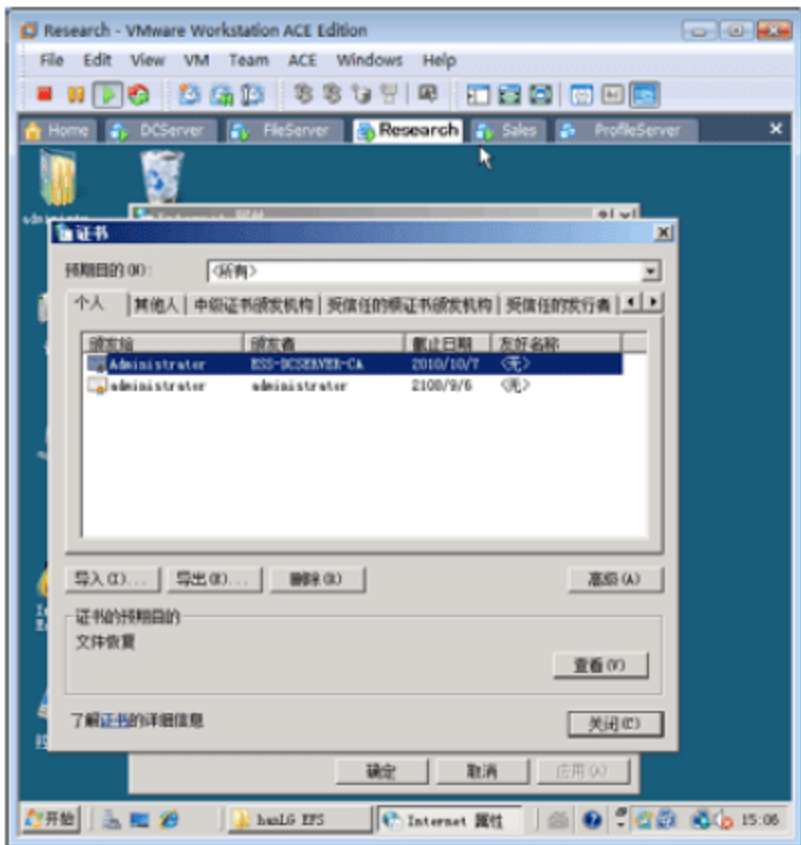 Research - VMware Workstation ACE Edition
File Edit View VM Team ACE Windows Help
Home DCServer FileServer Research Sales ProfileServer
证书
预期目的(N): <所有>
个人 其他人 中级证书颁发机构 受信任的根证书颁发机构 受信任的发行者
颁发给 颁发者 截止日期 友好名称
Administrator ESS-DCSERVER-CA 2010/10/7 <无>
administrator administrator 2108/9/6 <无>
导入(I)... 导出(E)... 删除(R) 高级(A)
证书的预期目的
文件恢复
查看(V)
了解证书的详细信息
关闭(C)
确定 取消 应用(A)
开始 Internet 属性 15:06